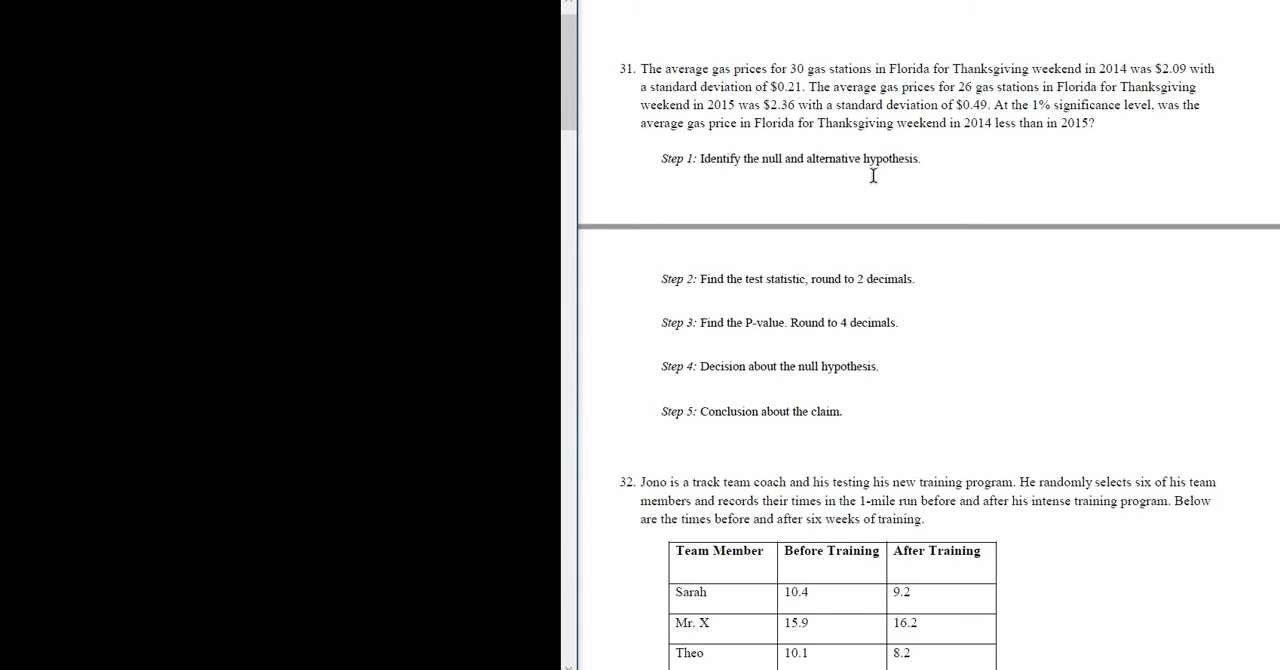 31. The average gas prices for 30 gas stations in Florida for Thanksgiving weekend in 2014 was $2.09 with
a standard deviation of $0.21. The average gas prices for 26 gas stations in Florida for Thanksgiving
weekend in 2015 was $2.36 with a standard deviation of $0.49. At the 1% significance level, was the
average gas price in Florida for Thanksgiving weekend in 2014 less than in 2015?
Step 1: Identify the null and alternative hypothesis.
Step 2: Find the test statistic, round to 2 decimals.
Step 3: Find the P-value. Round to 4 decimals.
Step 4: Decision about the null hypothesis.
Step 5: Conclusion about the claim.
32. Jono is a track team coach and his testing his new training program. He randomly selects six of his team
members and records their times in the 1-mile run before and after his intense training program. Below
are the times before and after six weeks of training.
Team Member Before Training After Training
Sarah 10.4 9.2
Mr. X 15.9 16.2
Theo 10.1 8.2